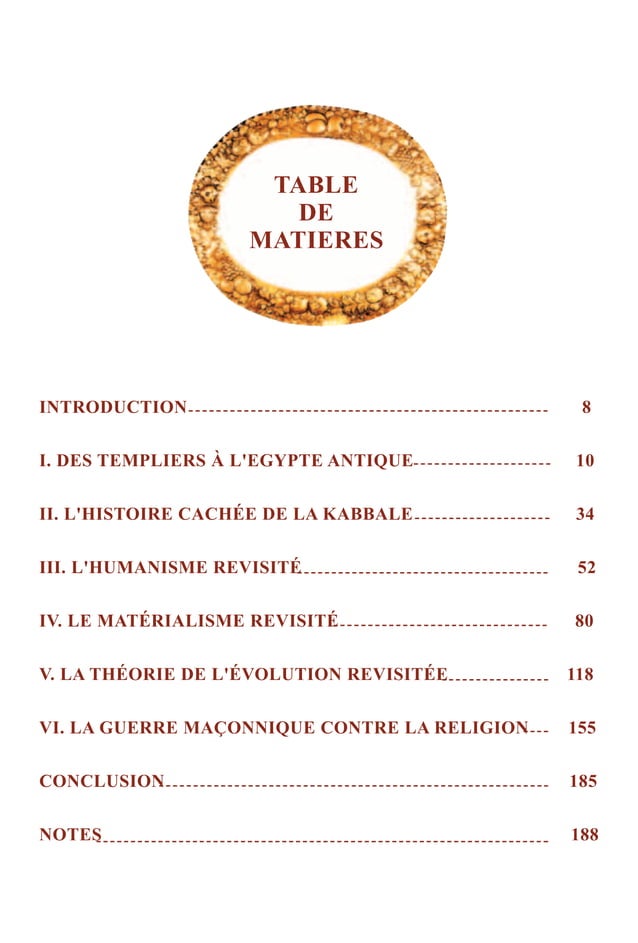 TABLE
DE
MATIERES
INTRODUCTION 8
I. DES TEMPLIERS À L'EGYPTE ANTIQUE 10
II. L'HISTOIRE CACHÉE DE LA KABBALE 34
III. L'HUMANISME REVISITÉ 52
IV. LE MATÉRIALISME REVISITÉ 80
V. LA THÉORIE DE L'ÉVOLUTION REVISITÉE 118
VI. LA GUERRE MAÇONNIQUE CONTRE LA RELIGION 155
CONCLUSION 185
NOTES 188